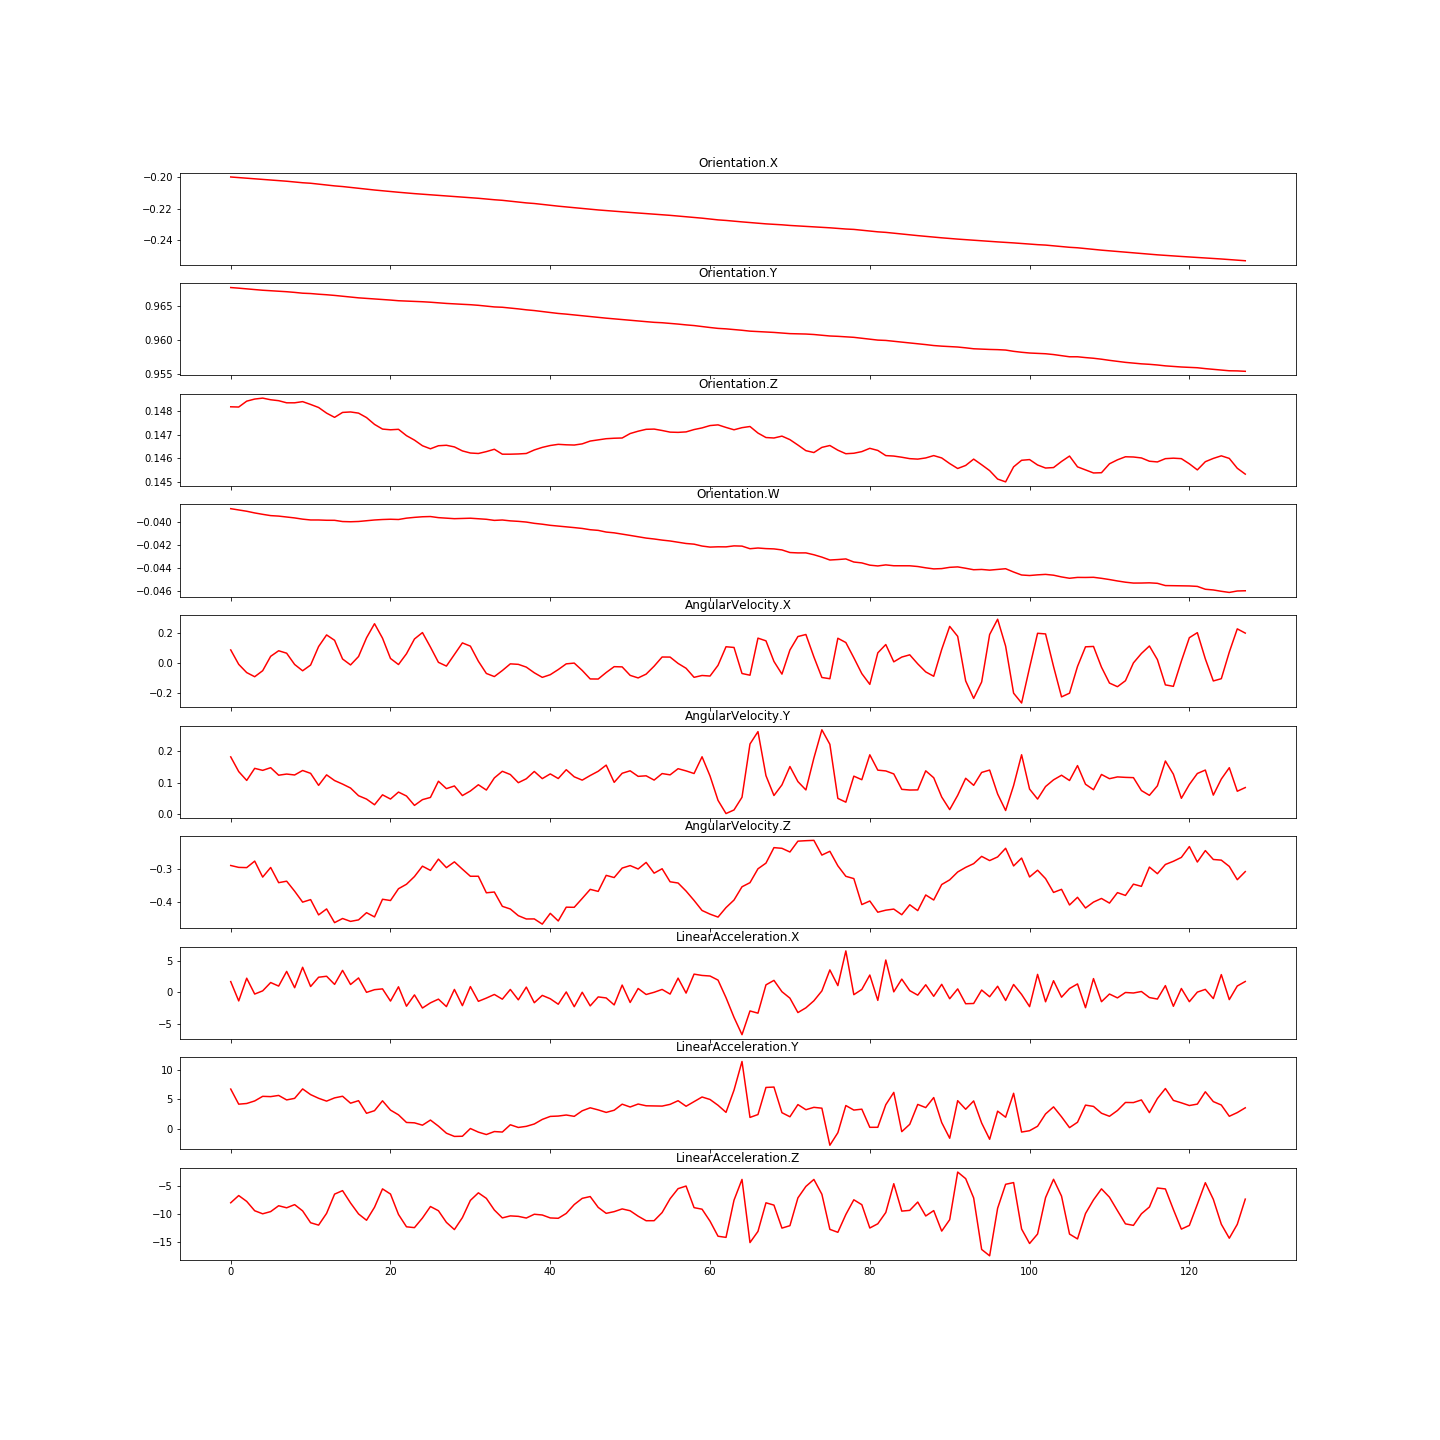 Orientation.X
−0.20
−0.22
−0.24
Orientation.Y
0.965
0.960
0.955
Orientation.Z
0.148
0.147
0.146
0.145
Orientation.W
−0.040
−0.042
−0.044
−0.046
AngularVelocity.X
0.2
0.0
−0.2
AngularVelocity.Y
0.2
0.1
0.0
AngularVelocity.Z
−0.3
−0.4
LinearAcceleration.X
5
0
−5
LinearAcceleration.Y
10
5
0
LinearAcceleration.Z
−5
−10
−15
0 20 40 60 80 100 120